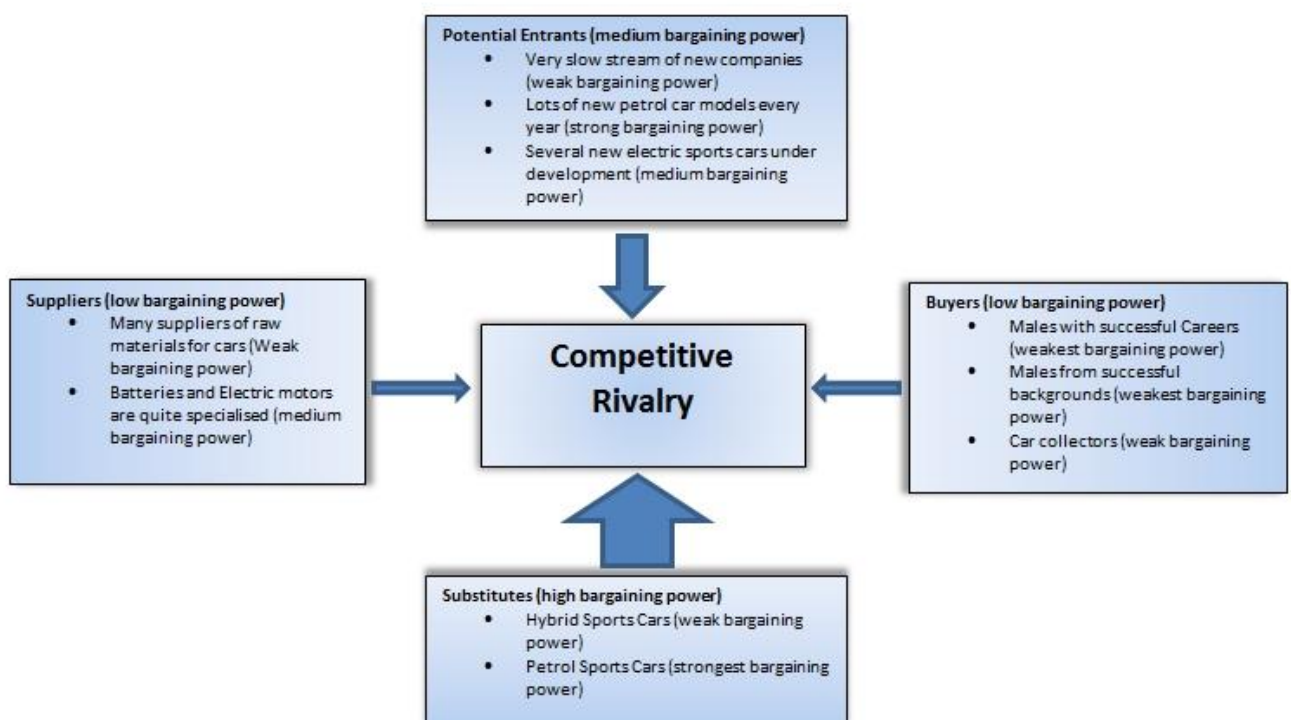 Potential Entrants (medium bargaining power)
• Very slow stream of new companies
(weak bargaining power)
• Lots of new petrol car models every
year (strong bargaining power)
• Several new electric sports cars under
development (medium bargaining
power)
Suppliers (low bargaining power)
• Many suppliers of raw
materials for cars (Weak
bargaining power)
• Batteries and Electric motors
are quite specialised (medium
bargaining power)
Competitive
Rivalry
Buyers (low bargaining power)
• Males with successful Careers
(weakest bargaining power)
• Males from successful
backgrounds (weakest bargaining
power)
• Car collectors (weak bargaining
power)
Substitutes (high bargaining power)
• Hybrid Sports Cars (weak bargaining
power)
• Petrol Sports Cars (strongest bargaining
power)